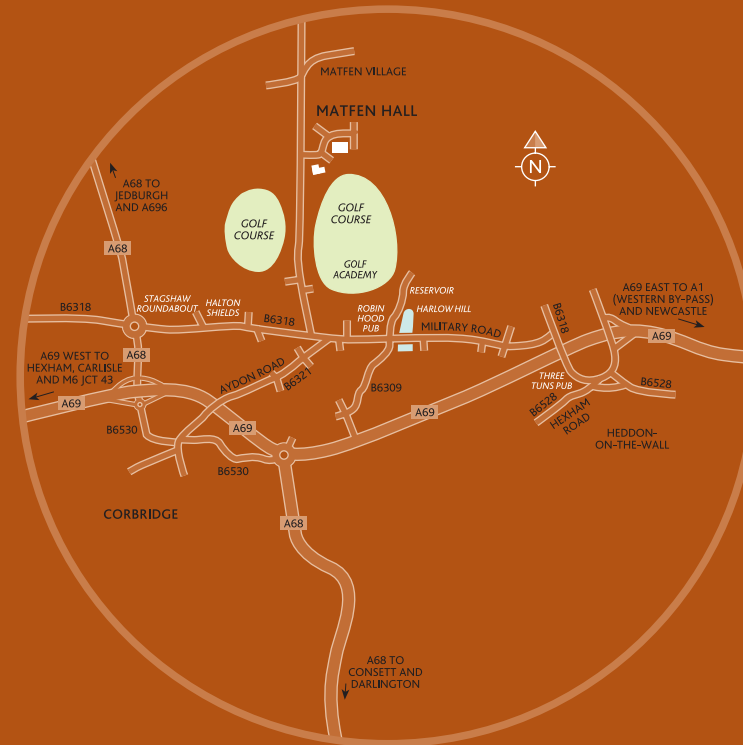 MATFEN VILLAGE
MATFEN HALL
N
A68 TO
JEDBURGH
AND A696
GOLF
COURSE
GOLF
COURSE
GOLF
ACADEMY
A68
RESERVOIR
A69 EAST TO A1
(WESTERN BY-PASS)
AND NEWCASTLE
B6318
STAGSHAW
ROUNDABOUT
HALTON
SHIELDS
B6318
ROBIN
HOOD
PUB
HARLOW HILL
MILITARY ROAD
B6318
A69
A68
A69 WEST TO
HEXHAM, CARLISLE
AND M6 JCT 43
AYDON ROAD
B6321
B6309
THREE
TUNS PUB
B6528
B6528
HEXHAM
ROAD
A69
A69
A69
B6530
B6530
HEDDON-
ON-THE-WALL
CORBRIDGE
A68
A68 TO
CONSETT AND
DARLINGTON